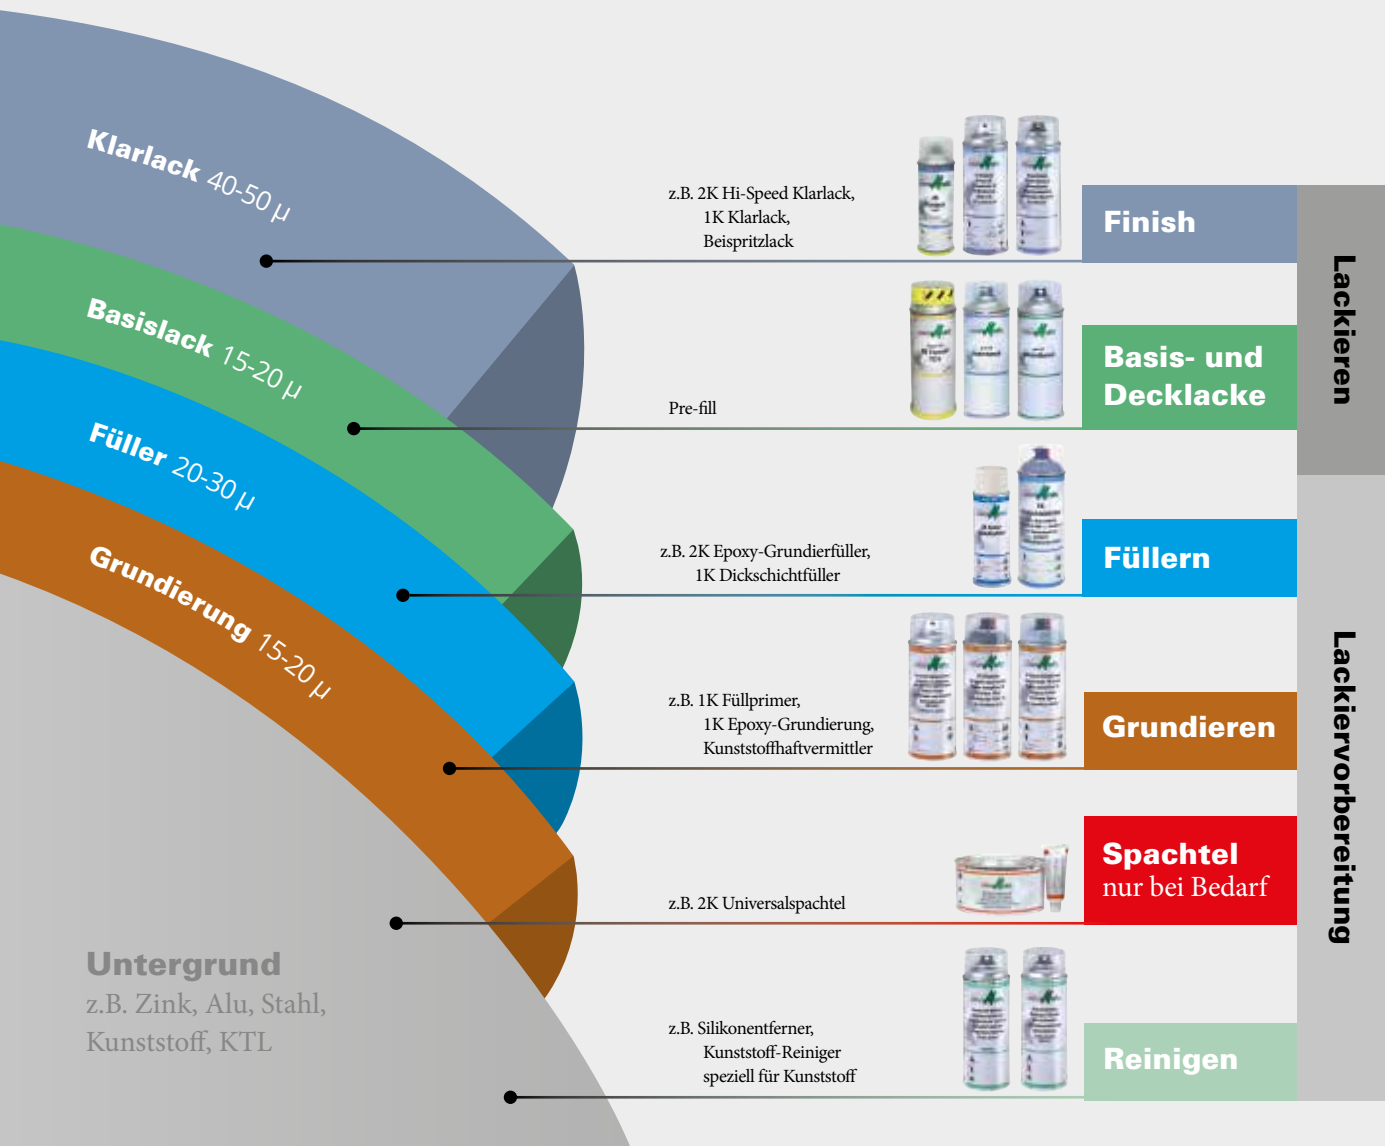 Klarlack 40-50 µ
Basislack 15-20 µ
Füller 20-30 µ
Grundierung 15-20 µ
Untergrund
z.B. Zink, Alu, Stahl,
Kunststoff, KTL
z.B. 2K Hi-Speed Klarlack,
1K Klarlack,
Beispritzlack
Finish
Pre-fill
Basis- und
Decklacke
z.B. 2K Epoxy-Grundierfüller,
1K Dickschichtfüller
Füllern
z.B. 1K Füllprimer,
1K Epoxy-Grundierung,
Kunststoffhaftvermittler
Grundieren
z.B. 2K Universalspachtel
Spachtel
nur bei Bedarf
z.B. Silikonentferner,
Kunststoff-Reiniger
speziell für Kunststoff
Reinigen
Lackieren
Lackiervorbereitung